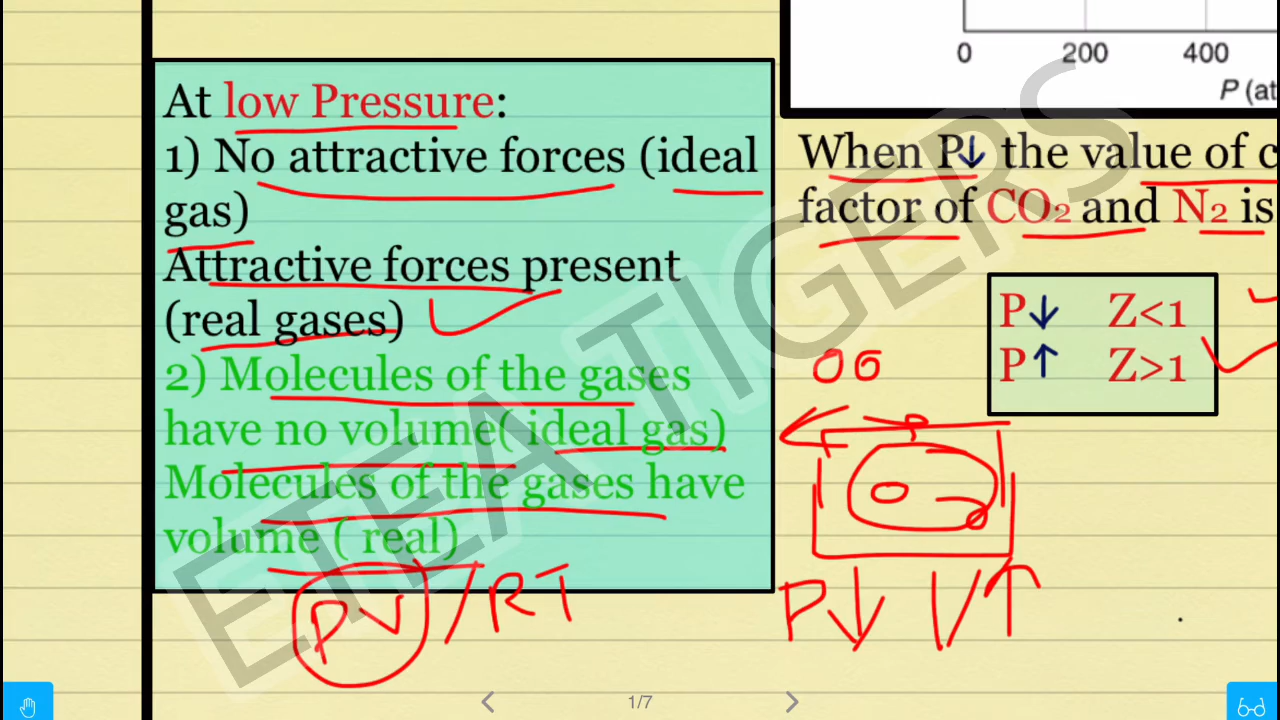 0 200 400
P (at
At low Pressure:
1) No attractive forces (ideal
gas)
Attractive forces present
(real gases)
2) Molecules of the gases
have no volume( ideal gas)
Molecules of the gases have
volume ( real)
PV/RT
When P↓ the value of c
factor of CO₂ and N₂ is
P↓ Z<1
P↑ Z>1
P↓ V↑
ETEA TIGERS
1/7